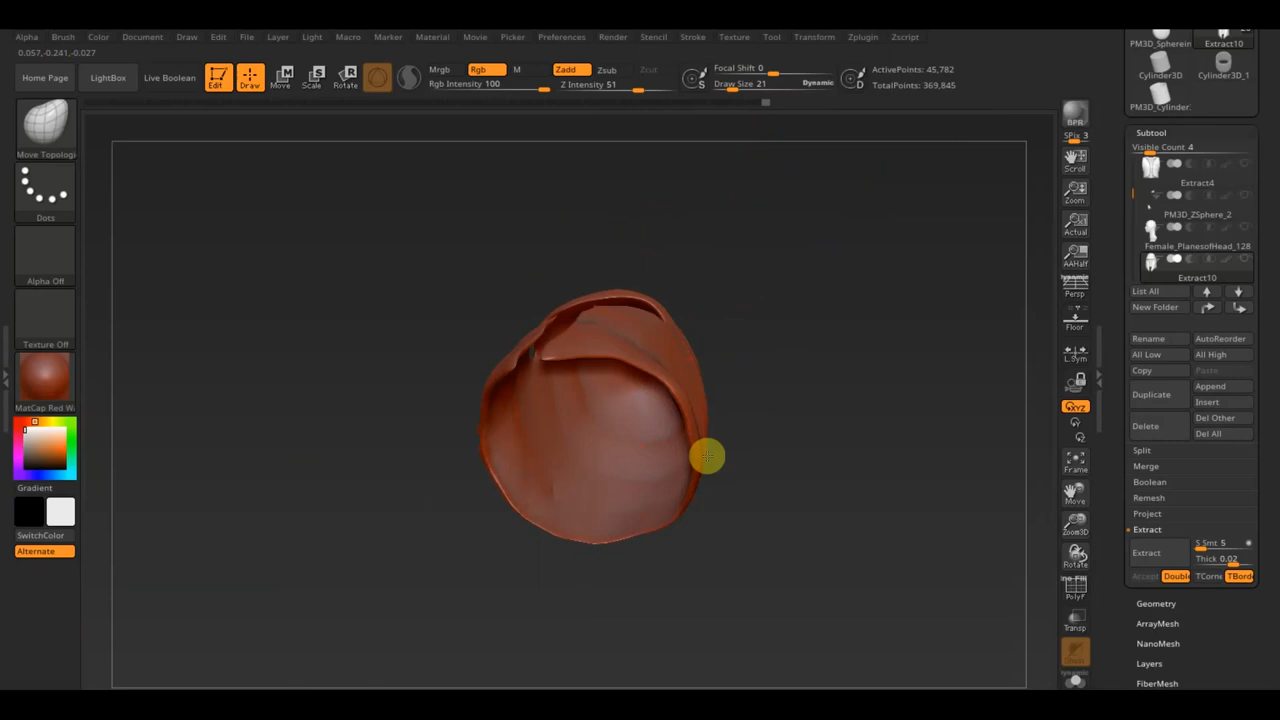 Alpha Brush Color Document Draw Edit File Layer Light Macro Marker Material Movie Picker Preferences Render Stencil Stroke Texture Tool Transform Zplugin Zscript
0.057,-0.241,-0.027
Home Page LightBox Live Boolean Edit Draw Move Scale Rotate
Mrgb Rgb M Zadd Zsub Zcut
Rgb Intensity 100 Z Intensity 51
Focal Shift 0
Draw Size 21 Dynamic
ActivePoints: 45,782
TotalPoints: 369,845
Move Topologi
Dots
Alpha Off
Texture Off
MatCap Red Wa
Gradient
SwitchColor
Alternate
BPR
SPix 3
Scroll
Zoom
Actual
AAHalf
Persp
Floor
L.Sym
XYZ
Frame
Move
Zoom3D
Rotate
PolyF
Transp
PM3D_Spherein Extract10
Cylinder3D Cylinder3D_1
PM3D_Cylinder
Subtool
Visible Count 4
Extract4
PM3D_ZSphere_2
Female_PlanesofHead_128
Extract10
List All
New Folder
Rename AutoReorder
All Low All High
Copy Paste
Duplicate Append
Insert
Delete Del Other
Del All
Split
Merge
Boolean
Remesh
Project
Extract
Extract S Smt 5
Thick 0.02
Accept Double TCorne TBorde
Geometry
ArrayMesh
NanoMesh
Layers
FiberMesh